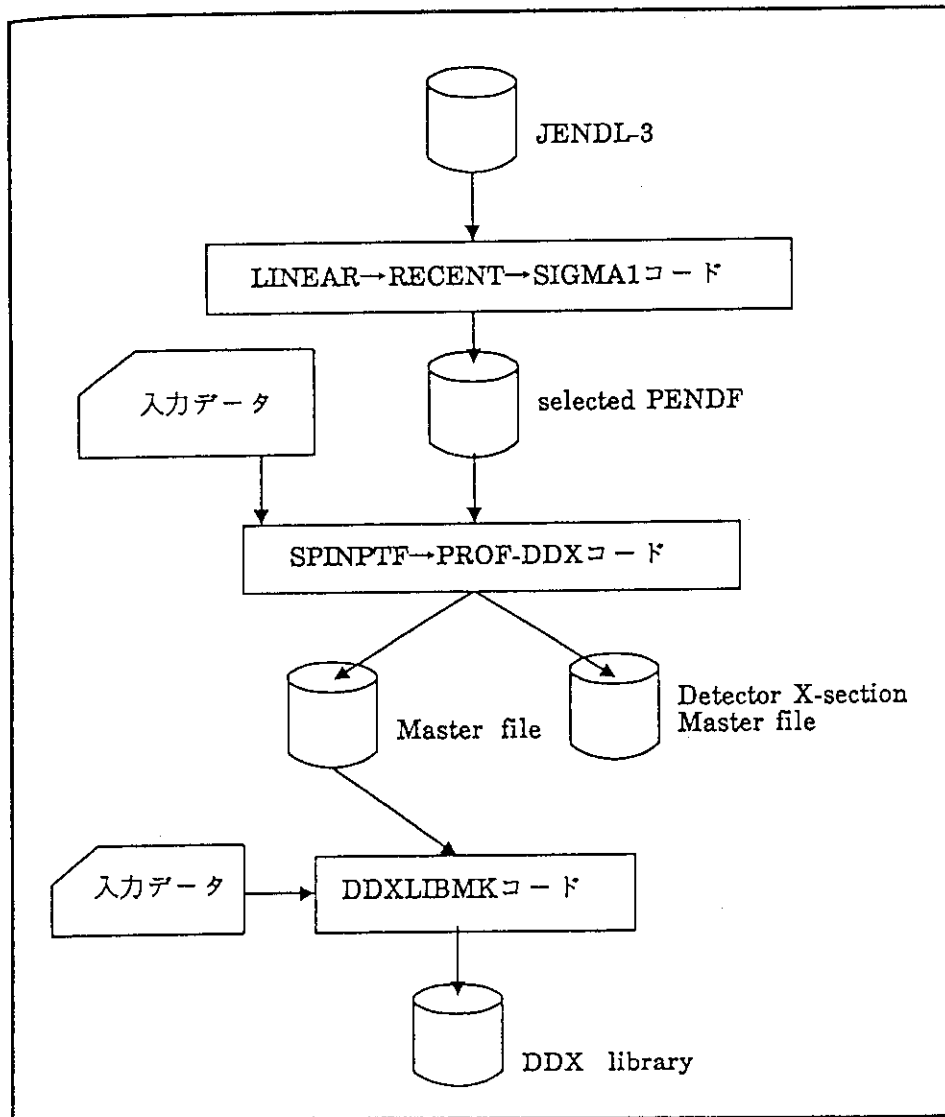 JENDL-3
LINEAR→RECENT→SIGMA1コード
入力データ
selected PENDF
SPINPTF→PROF-DDXコード
Master file
Detector X-section
Master file
入力データ
DDXLIBMKコード
DDX library